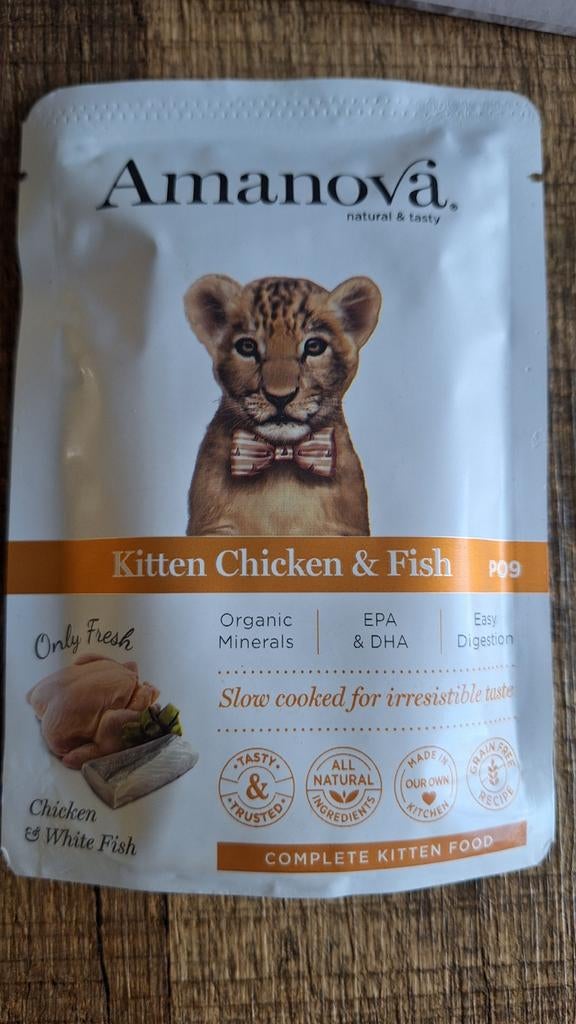 Amanova®
natural & tasty
Kitten Chicken & Fish P09
Only Fresh
Chicken
& White Fish
Organic
Minerals
EPA
& DHA
Easy
Digestion
Slow cooked for irresistible taste
TASTY
&
TRUSTED
ALL
NATURAL
INGREDIENTS
MADE IN
OUR OWN
KITCHEN
GRAIN FREE
RECIPE
COMPLETE KITTEN FOOD